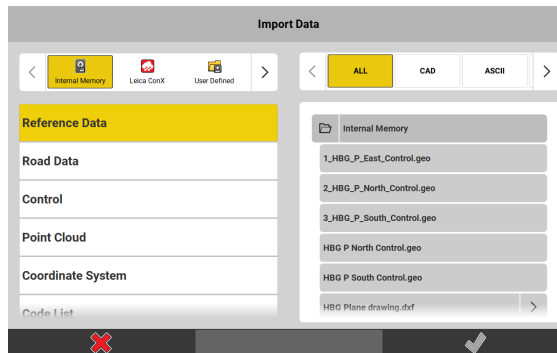 Import Data
Internal Memory
Leica ConX
User Defined
ALL
CAD
ASCII
Reference Data
Road Data
Control
Point Cloud
Coordinate System
Code List
Internal Memory
1_HBG_P_East_Control.geo
2_HBG_P_North_Control.geo
3_HBG_P_South_Control.geo
HBG P North Control.geo
HBG P South Control.geo
HBG Plane drawing.dxf